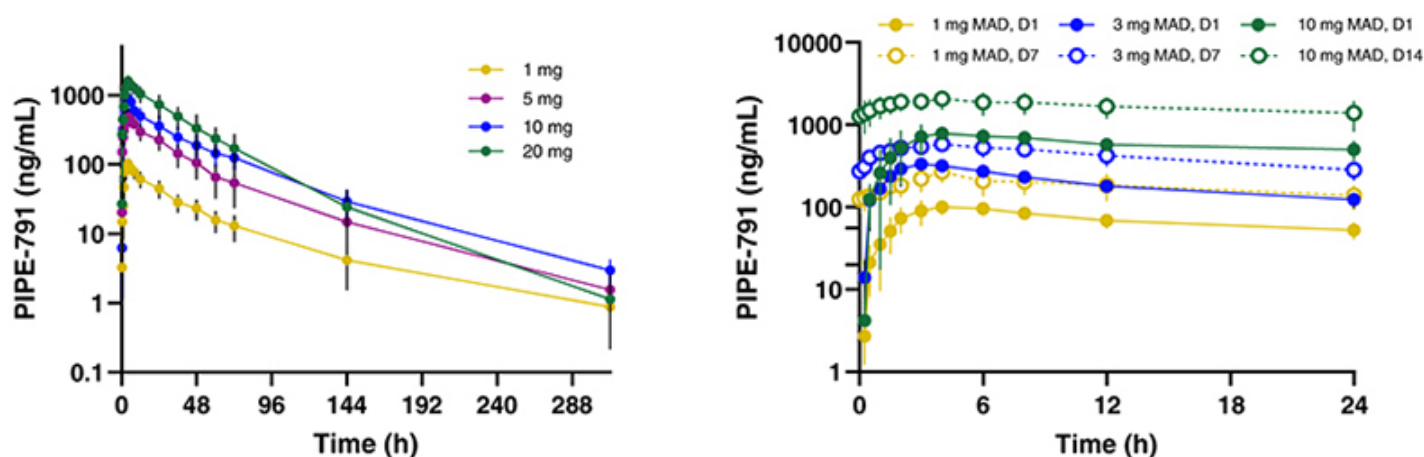 PIPE-791 (ng/mL)
1000
100
10
1
0.1
0 48 96 144 192 240 288
Time (h)
1 mg
5 mg
10 mg
20 mg
1 mg MAD, D1 3 mg MAD, D1 10 mg MAD, D1
1 mg MAD, D7 3 mg MAD, D7 10 mg MAD, D14
PIPE-791 (ng/mL)
10000
1000
100
10
1
0 6 12 18 24
Time (h)